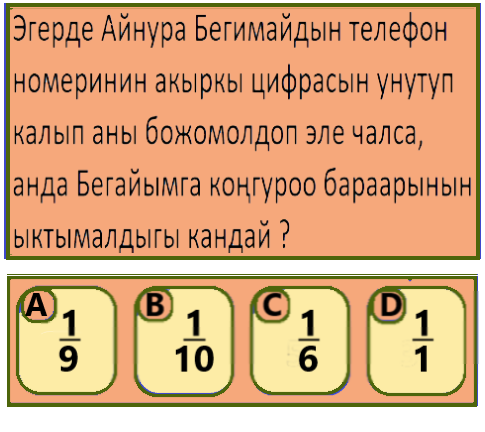 Эгерде Айнура Бегимайдын телефон
номеринин акыркы цифрасын унутуп
калып аны божомолдоп эле чалса,
анда Бегайымга коңгуроо бараарынын
ыктымалдыгы кандай ?
A 1/9 B 1/10 C 1/6 D 1/1